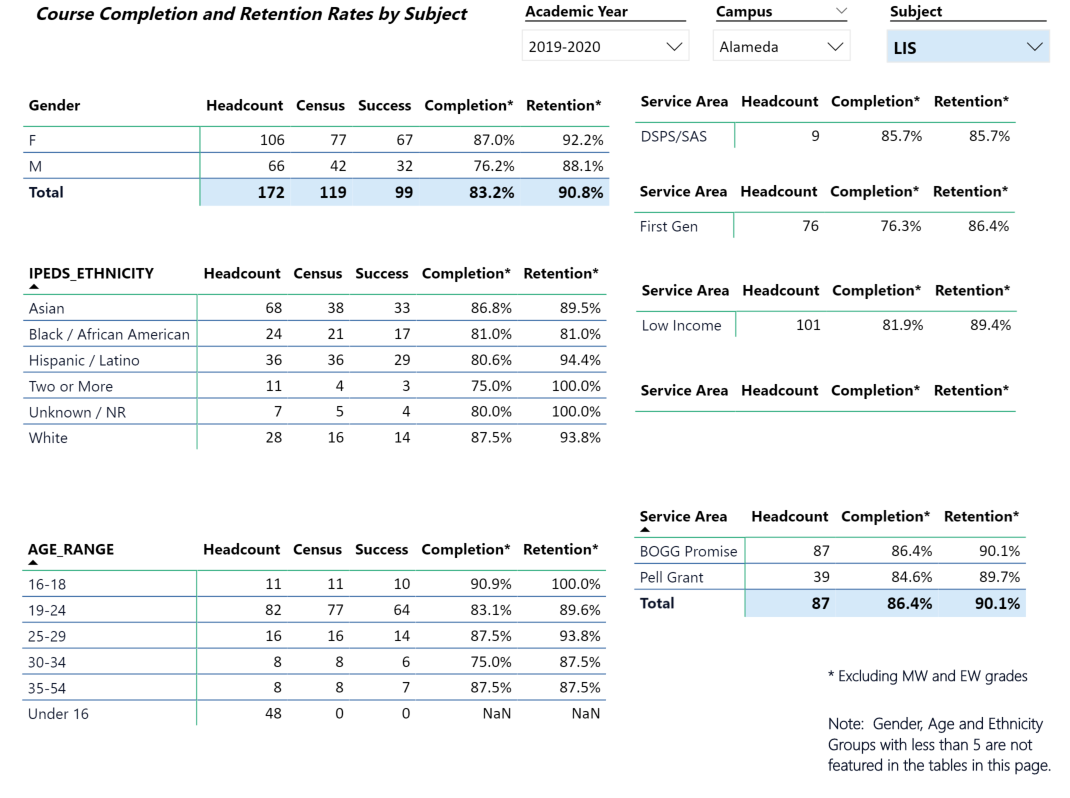 Course Completion and Retention Rates by Subject
Academic Year
2019-2020
Campus
Alameda
Subject
LIS
Gender Headcount Census Success Completion* Retention*
F 106 77 67 87.0% 92.2%
M 66 42 32 76.2% 88.1%
Total 172 119 99 83.2% 90.8%
IPEDS_ETHNICITY Headcount Census Success Completion* Retention*
Asian 68 38 33 86.8% 89.5%
Black / African American 24 21 17 81.0% 81.0%
Hispanic / Latino 36 36 29 80.6% 94.4%
Two or More 11 4 3 75.0% 100.0%
Unknown / NR 7 5 4 80.0% 100.0%
White 28 16 14 87.5% 93.8%
AGE_RANGE Headcount Census Success Completion* Retention*
16-18 11 11 10 90.9% 100.0%
19-24 82 77 64 83.1% 89.6%
25-29 16 16 14 87.5% 93.8%
30-34 8 8 6 75.0% 87.5%
35-54 8 8 7 87.5% 87.5%
Under 16 48 0 0 NaN NaN
Service Area Headcount Completion* Retention*
DSPS/SAS 9 85.7% 85.7%
Service Area Headcount Completion* Retention*
First Gen 76 76.3% 86.4%
Service Area Headcount Completion* Retention*
Low Income 101 81.9% 89.4%
Service Area Headcount Completion* Retention*
Service Area Headcount Completion* Retention*
BOGG Promise 87 86.4% 90.1%
Pell Grant 39 84.6% 89.7%
Total 87 86.4% 90.1%
* Excluding MW and EW grades
Note: Gender, Age and Ethnicity
Groups with less than 5 are not
featured in the tables in this page.